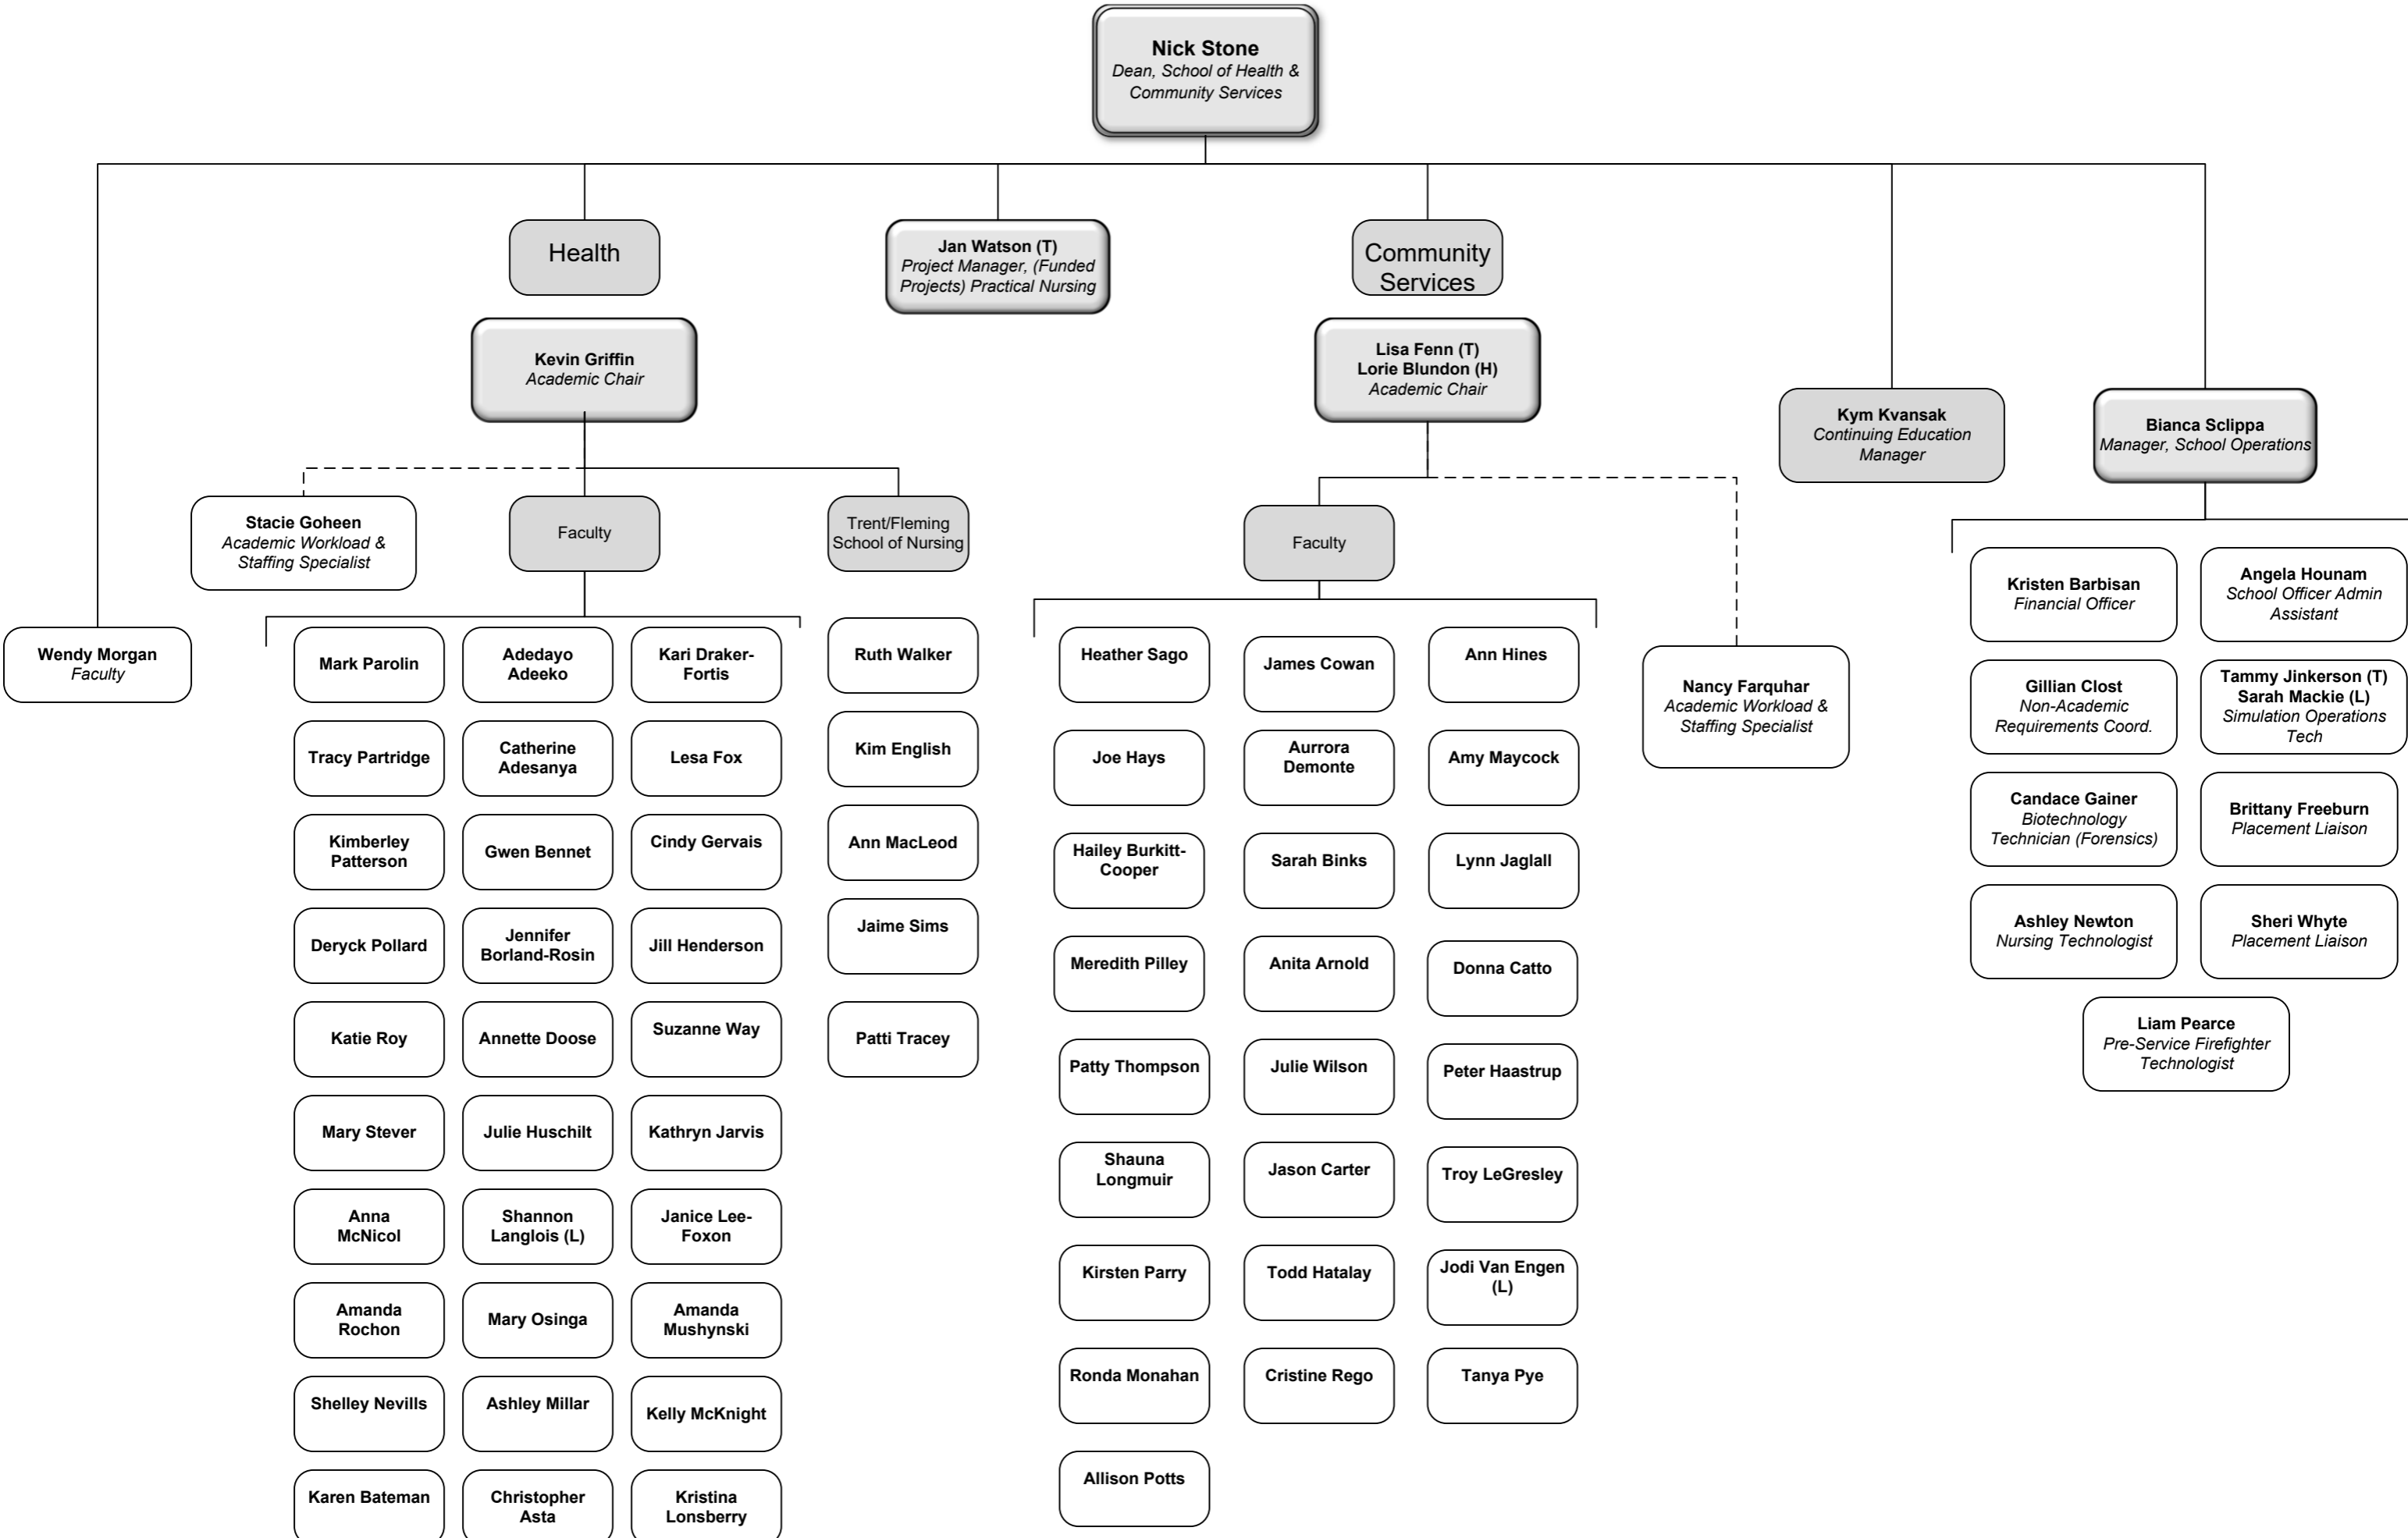 Nick Stone
Dean, School of Health &
Community Services
Health
Jan Watson (T)
Project Manager, (Funded
Projects) Practical Nursing
Community
Services
Kevin Griffin
Academic Chair
Lisa Fenn (T)
Lorie Blundon (H)
Academic Chair
Kym Kvansak
Continuing Education
Manager
Bianca Sclippa
Manager, School Operations
Stacie Goheen
Academic Workload &
Staffing Specialist
Faculty
Trent/Fleming
School of Nursing
Faculty
Wendy Morgan
Faculty
Mark Parolin
Tracy Partridge
Kimberley
Patterson
Deryck Pollard
Katie Roy
Mary Stever
Anna
McNicol
Amanda
Rochon
Shelley Nevills
Karen Bateman
Adedayo
Adeeko
Catherine
Adesanya
Gwen Bennet
Jennifer
Borland-Rosin
Annette Doose
Julie Huschilt
Shannon
Langlois (L)
Mary Osinga
Ashley Millar
Christopher
Asta
Kari Draker-
Fortis
Lesa Fox
Cindy Gervais
Jill Henderson
Suzanne Way
Kathryn Jarvis
Janice Lee-
Foxon
Amanda
Mushynski
Kelly McKnight
Kristina
Lonsberry
Ruth Walker
Kim English
Ann MacLeod
Jaime Sims
Patti Tracey
Heather Sago
Joe Hays
Hailey Burkitt-
Cooper
Meredith Pilley
Patty Thompson
Shauna
Longmuir
Kirsten Parry
Ronda Monahan
Allison Potts
James Cowan
Aurrora
Demonte
Sarah Binks
Anita Arnold
Julie Wilson
Jason Carter
Todd Hatalay
Cristine Rego
Ann Hines
Amy Maycock
Lynn Jaglall
Donna Catto
Peter Haastrup
Troy LeGresley
Jodi Van Engen
(L)
Tanya Pye
Nancy Farquhar
Academic Workload &
Staffing Specialist
Kristen Barbisan
Financial Officer
Angela Hounam
School Officer Admin
Assistant
Gillian Clost
Non-Academic
Requirements Coord.
Tammy Jinkerson (T)
Sarah Mackie (L)
Simulation Operations
Tech
Candace Gainer
Biotechnology
Technician (Forensics)
Brittany Freeburn
Placement Liaison
Ashley Newton
Nursing Technologist
Sheri Whyte
Placement Liaison
Liam Pearce
Pre-Service Firefighter
Technologist